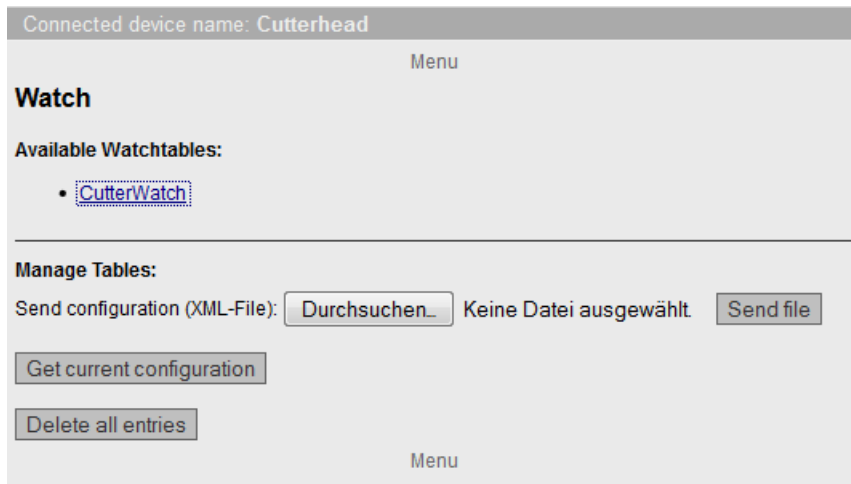 Connected device name: Cutterhead
Menu
Watch
Available Watchtables:
• CutterWatch
Manage Tables:
Send configuration (XML-File): Durchsuchen... Keine Datei ausgewählt. Send file
Get current configuration
Delete all entries
Menu